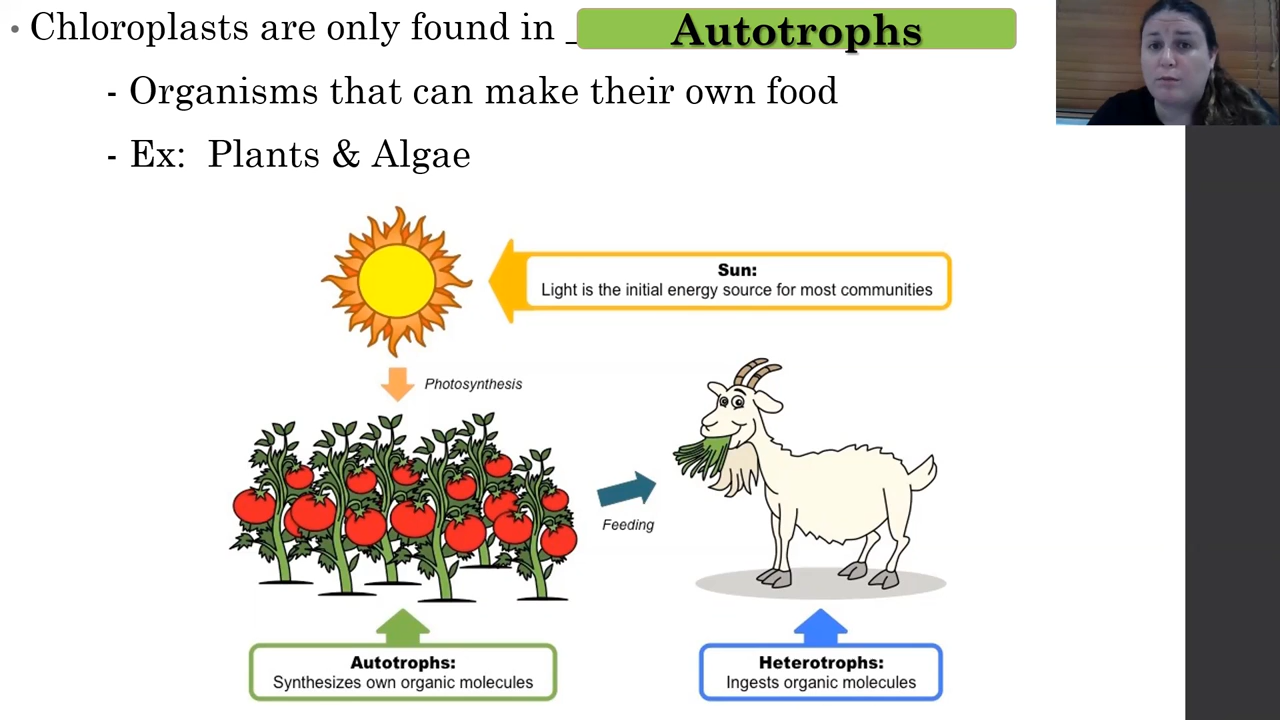 • Chloroplasts are only found in _ Autotrophs
- Organisms that can make their own food
- Ex: Plants & Algae
Sun:
Light is the initial energy source for most communities
Photosynthesis
Feeding
Autotrophs:
Synthesizes own organic molecules
Heterotrophs:
Ingests organic molecules